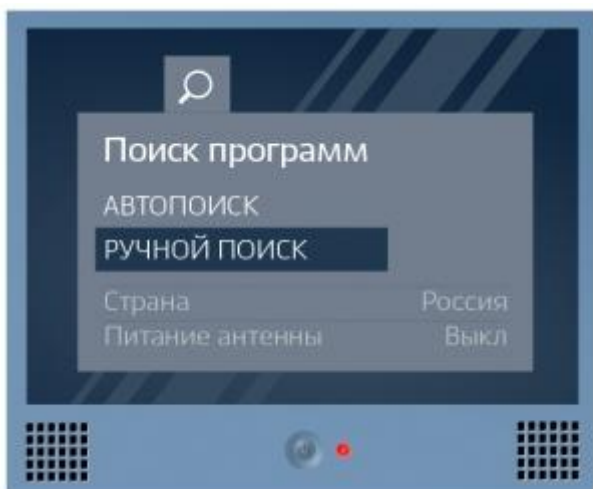 Поиск программ
АВТОПОИСК
РУЧНОЙ ПОИСК
Страна Россия
Питание антенны Выкл